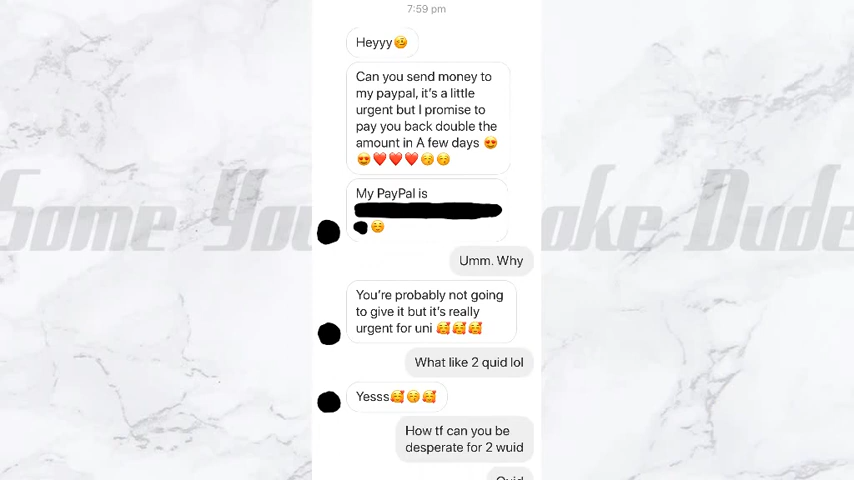 7:59 pm
Heyyy🥴
Can you send money to
my paypal, it's a little
urgent but I promise to
pay you back double the
amount in A few days 😍
😍❤️❤️❤️😚😚
My PayPal is
☺️
Umm. Why
You're probably not going
to give it but it's really
urgent for uni 🥰🥰🥰
What like 2 quid lol
Yesss🥰😚🥰
How tf can you be
desperate for 2 wuid
Quid
Some You
oke Dude